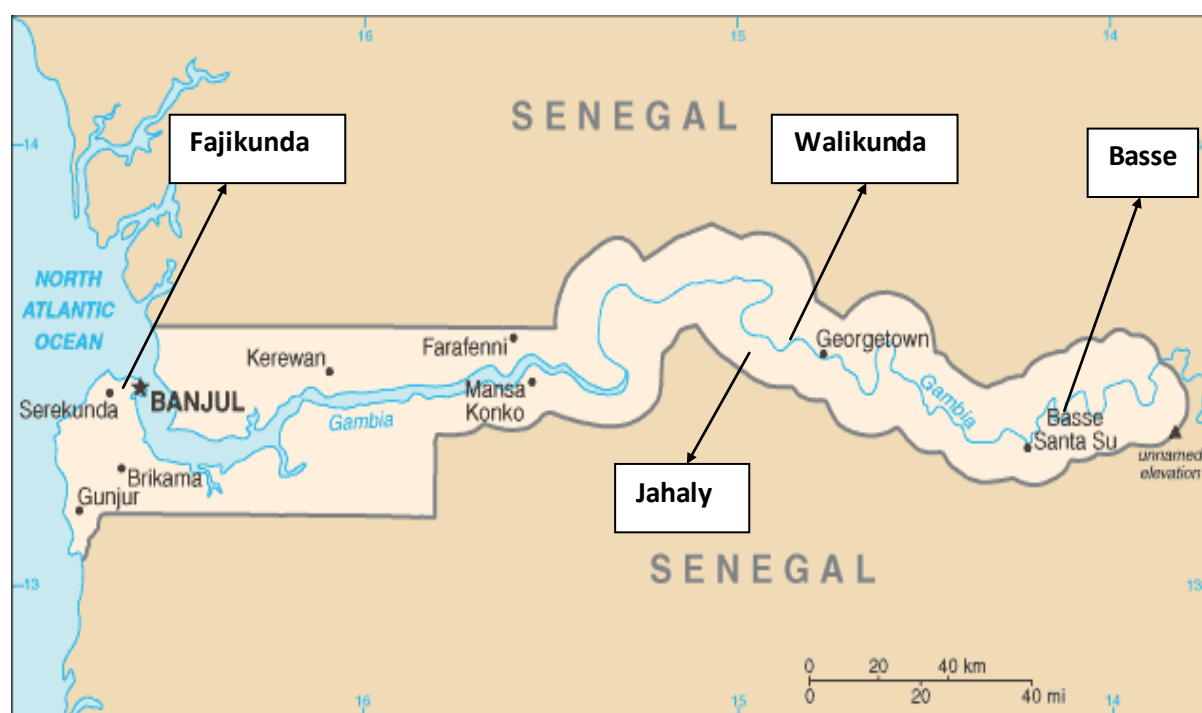 16
15
14
SENEGAL
14
Fajikunda
Walikunda
Basse
NORTH
ATLANTIC
OCEAN
Kerewan
Farafenni
Georgetown
Serekunda
BANJUL
Gambia
Mansa
Konko
Gambia
Basse
Santa Su
unnamed
elevation
Brikama
Gunjur
Jahaly
SENEGAL
13
13
0 20 40 km
0 20 40 mi
16
15
14